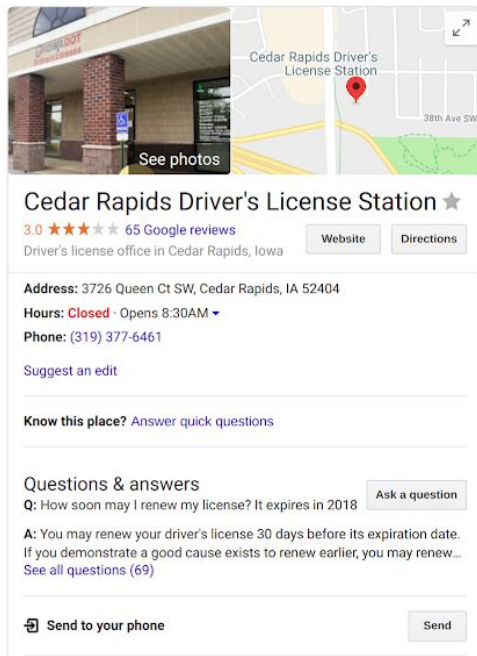 IOWADOT
Driver's License
See photos
Cedar Rapids Driver's
License Station
38th Ave SW
Cedar Rapids Driver's License Station
3.0 65 Google reviews
Driver's license office in Cedar Rapids, Iowa
Website
Directions
Address: 3726 Queen Ct SW, Cedar Rapids, IA 52404
Hours: Closed · Opens 8:30AM
Phone: (319) 377-6461
Suggest an edit
Know this place? Answer quick questions
Questions & answers
Q: How soon may I renew my license? It expires in 2018
Ask a question
A: You may renew your driver's license 30 days before its expiration date.
If you demonstrate a good cause exists to renew earlier, you may renew...
See all questions (69)
Send to your phone
Send